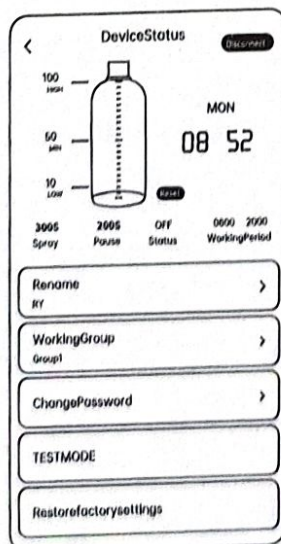 DeviceStatus
Disconnect
100
HIGH
MON
50
MIN
08 52
10
LOW
Reset
300S 200S OFF 0800 2000
Spray Pause Status WorkingPeriod
Rename
RY
WorkingGroup
Group1
ChangePassword
TESTMODE
Restorefactorysettings